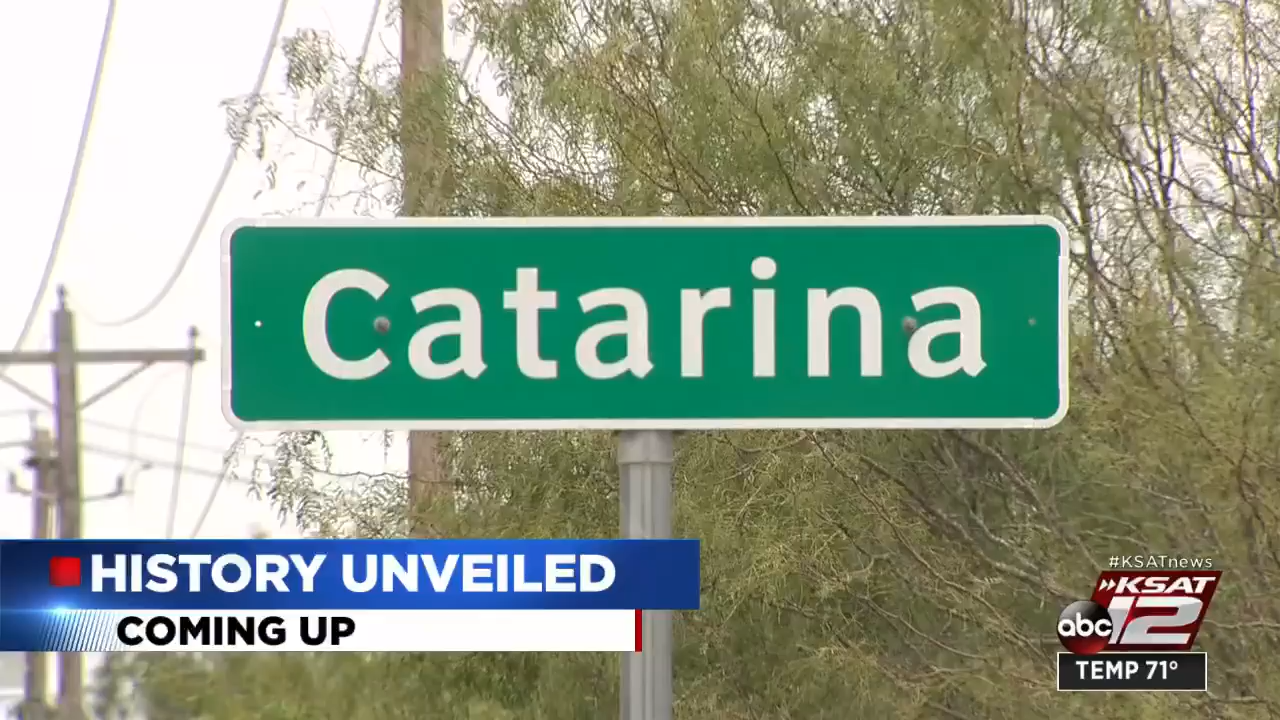 Catarina
HISTORY UNVEILED
COMING UP
#KSATnews
KSAT
abc 12
TEMP 71°